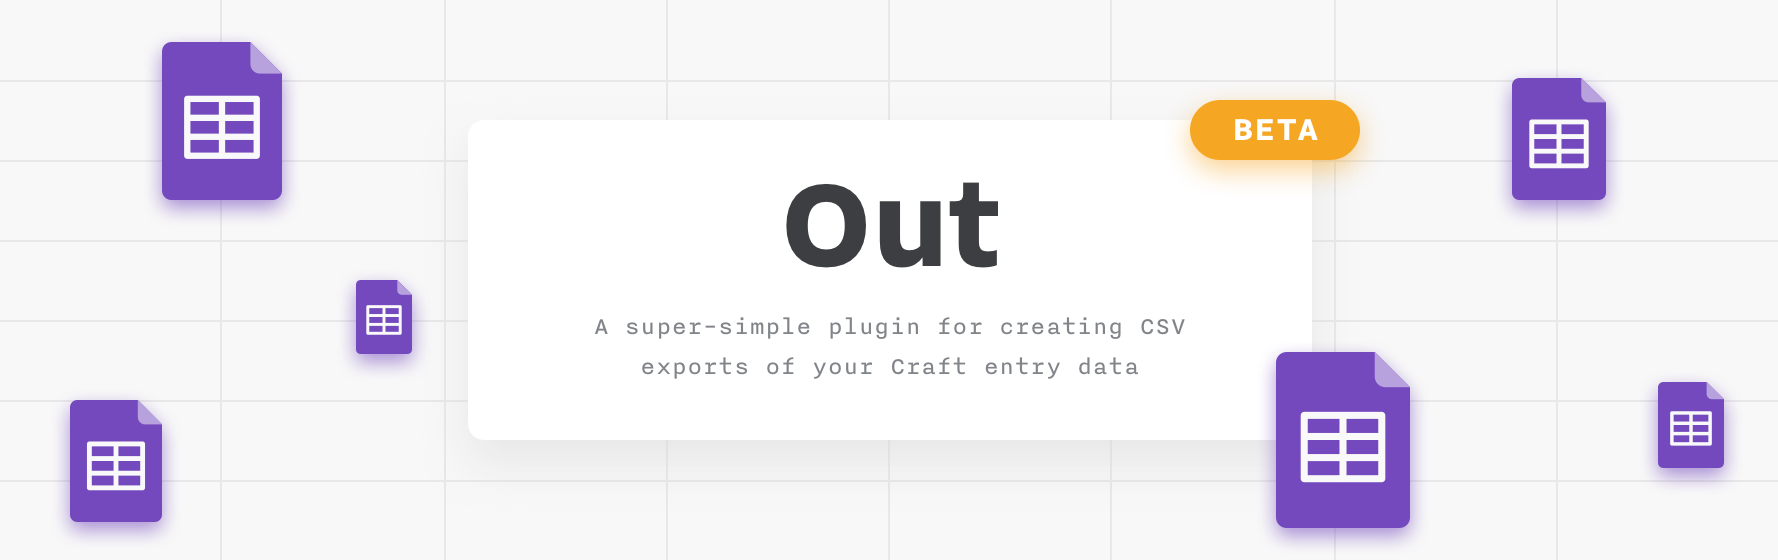 BETA
Out
A super-simple plugin for creating CSV
exports of your Craft entry data